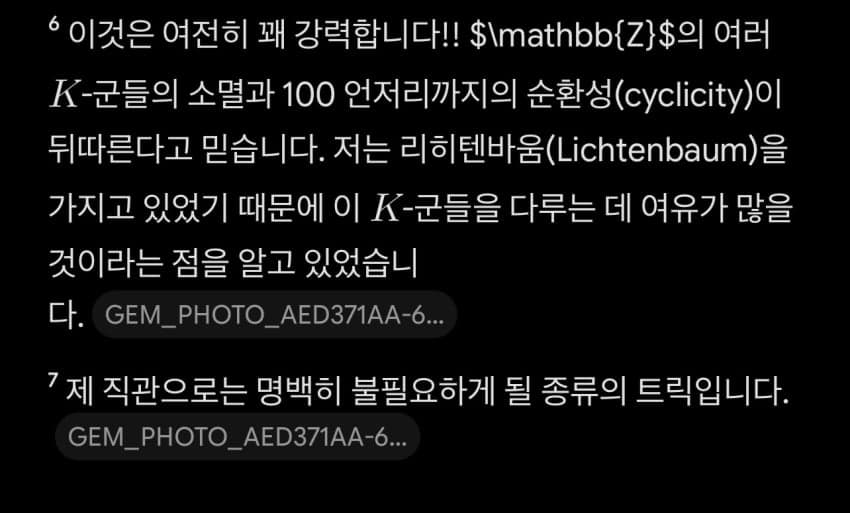 ⁶ 이것은 여전히 꽤 강력합니다!! $\mathbb{Z}$의 여러
K-군들의 소멸과 100 언저리까지의 순환성(cyclicity)이
뒤따른다고 믿습니다. 저는 리히텐바움(Lichtenbaum)을
가지고 있었기 때문에 이 K-군들을 다루는 데 여유가 많을
것이라는 점을 알고 있었습니
다. GEM_PHOTO_AED371AA-6...
⁷ 제 직관으로는 명백히 불필요하게 될 종류의 트릭입니다.
GEM_PHOTO_AED371AA-6...